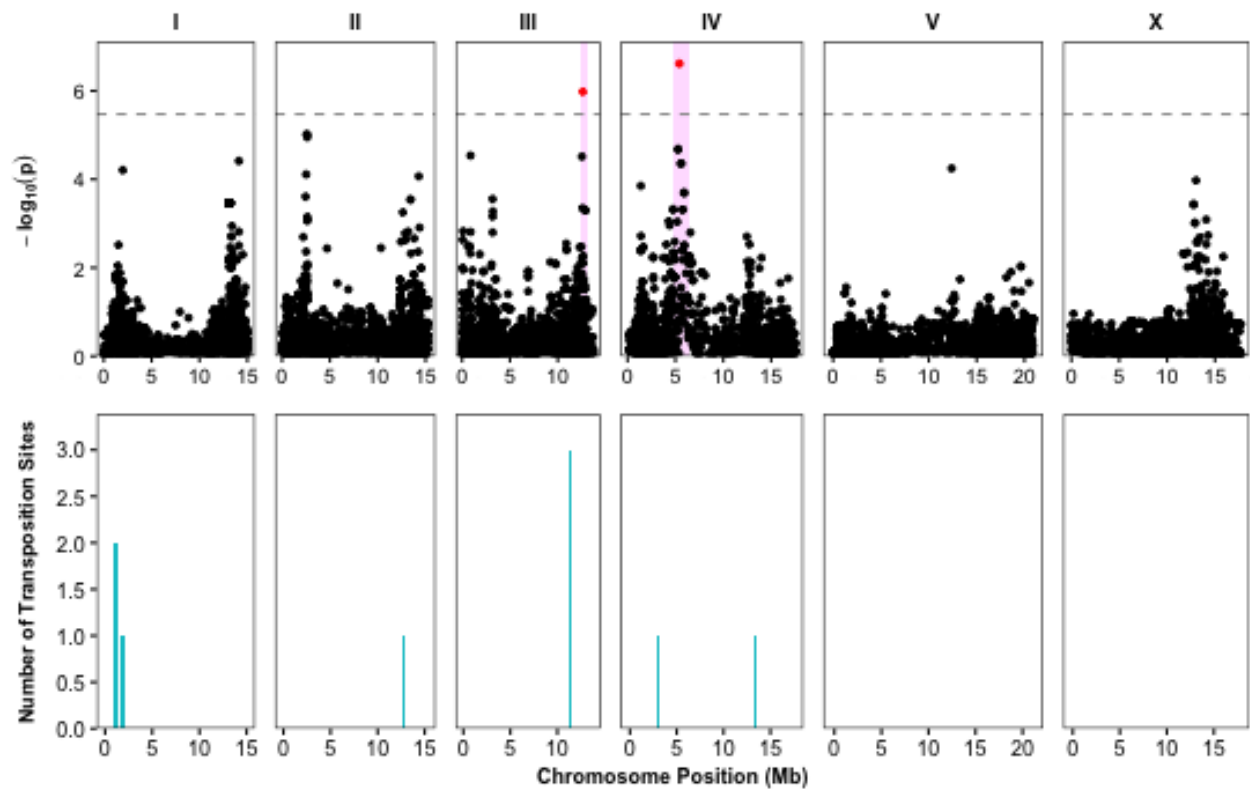 I II III IV V X
− log10(p)
6
4
2
0
0 5 10 15 0 5 10 15 0 5 10 0 5 10 15 0 5 10 15 20 0 5 10 15
Number of Transposition Sites
3.0
2.5
2.0
1.5
1.0
0.5
0.0
0 5 10 15 0 5 10 15 0 5 10 0 5 10 15 0 5 10 15 20 0 5 10 15
Chromosome Position (Mb)